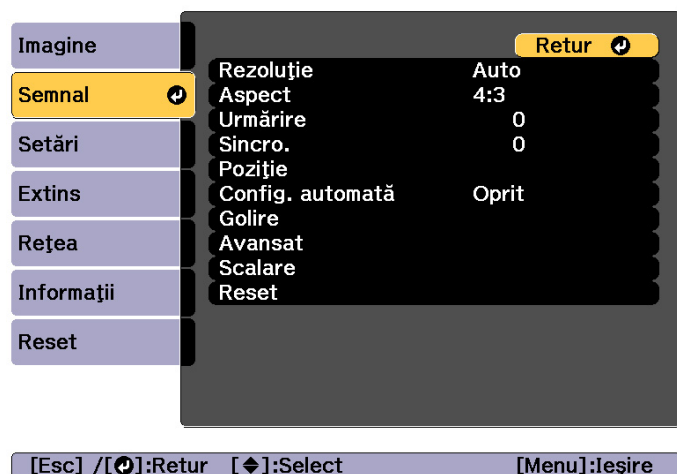 Imagine
Semnal
Setări
Extins
Reţea
Informaţii
Reset
Retur
Rezoluţie Auto
Aspect 4:3
Urmărire 0
Sincro. 0
Poziţie
Config. automată Oprit
Golire
Avansat
Scalare
Reset
[Esc] /[⏎]:Retur [◆]:Select [Menu]:Ieşire